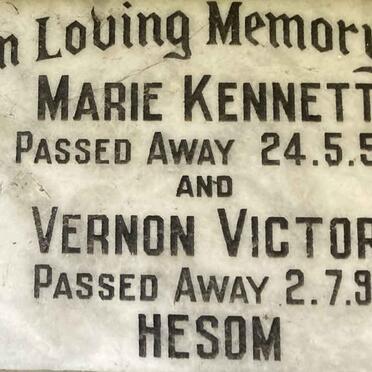 n Loving Memory
MARIE KENNETT
PASSED AWAY 24.5.5
AND
VERNON VICTOR
PASSED AWAY 2.7.9
HESOM